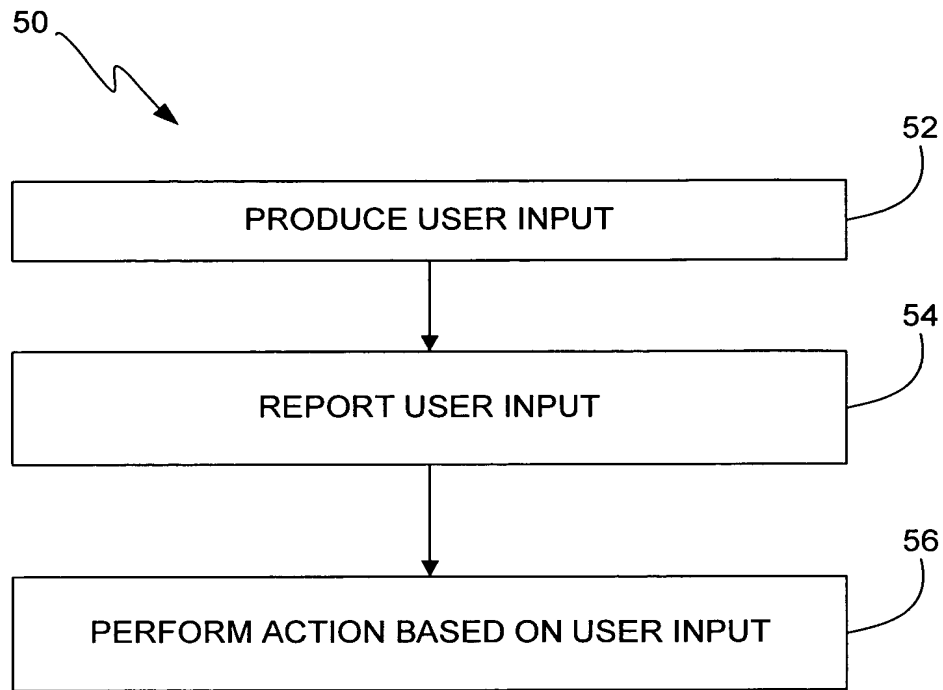 50
52
PRODUCE USER INPUT
54
REPORT USER INPUT
56
PERFORM ACTION BASED ON USER INPUT